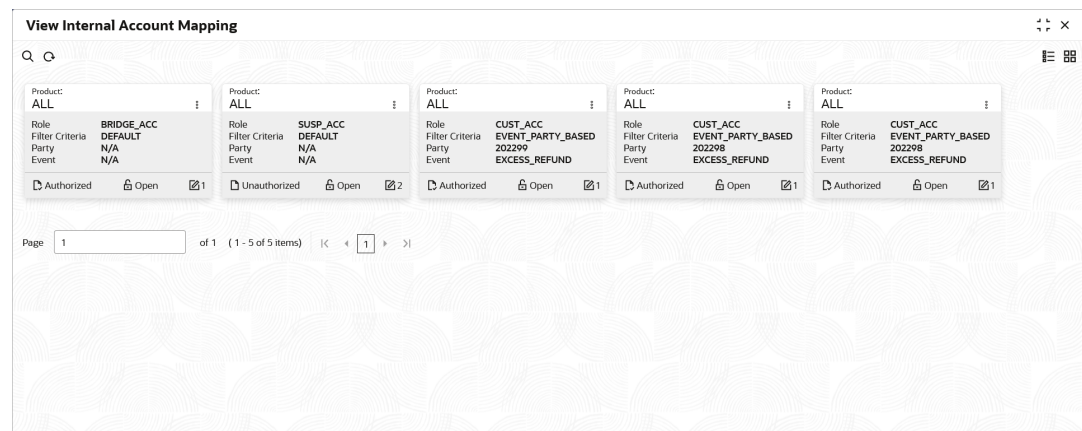 View Internal Account Mapping
Product:
ALL
Role BRIDGE_ACC
Filter Criteria DEFAULT
Party N/A
Event N/A
Authorized Open 1
Product:
ALL
Role SUSP_ACC
Filter Criteria DEFAULT
Party N/A
Event N/A
Unauthorized Open 2
Product:
ALL
Role CUST_ACC
Filter Criteria EVENT_PARTY_BASED
Party 202299
Event EXCESS_REFUND
Authorized Open 1
Product:
ALL
Role CUST_ACC
Filter Criteria EVENT_PARTY_BASED
Party 202298
Event EXCESS_REFUND
Authorized Open 1
Product:
ALL
Role CUST_ACC
Filter Criteria EVENT_PARTY_BASED
Party 202298
Event EXCESS_REFUND
Authorized Open 1
Page 1 of 1 ( 1 - 5 of 5 items) 1